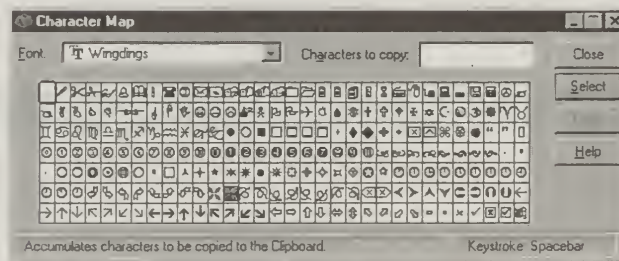 Character Map
Font: Wingdings Characters to copy: Close
Select
Help
Accumulates characters to be copied to the Clipboard. Keystroke: Spacebar